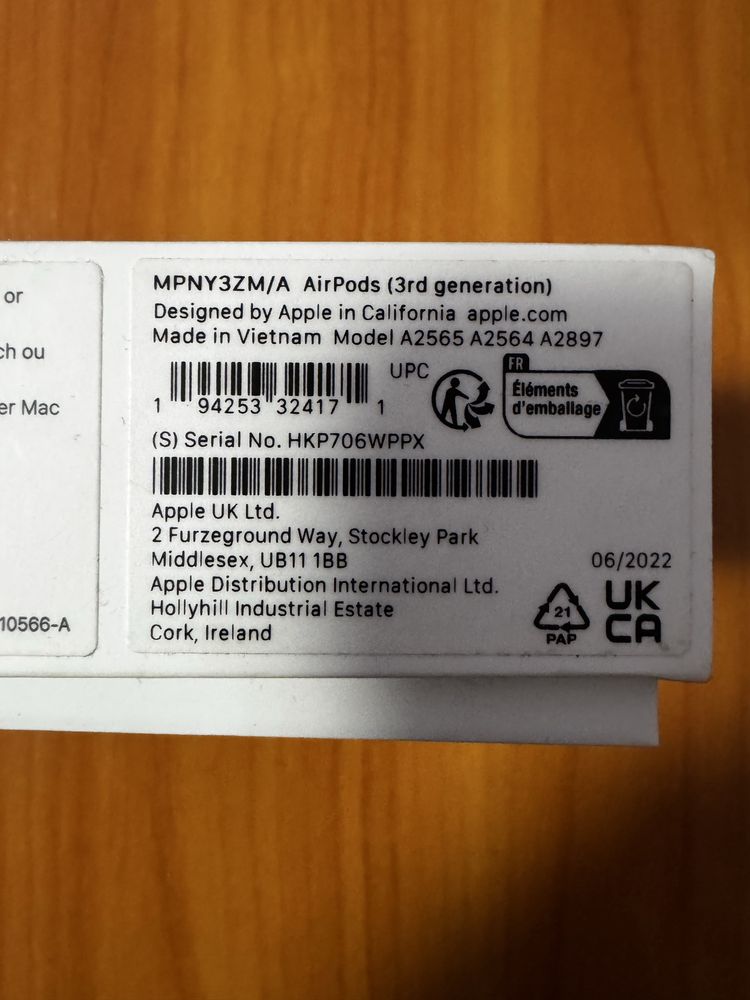 or
ch ou
er Mac
10566-A
MPNY3ZM/A AirPods (3rd generation)
Designed by Apple in California apple.com
Made in Vietnam Model A2565 A2564 A2897
UPC
1 94253 32417 1
FR
Éléments
d'emballage
(S) Serial No. HKP706WPPX
Apple UK Ltd.
2 Furzeground Way, Stockley Park
Middlesex, UB11 1BB
06/2022
Apple Distribution International Ltd.
Hollyhill Industrial Estate
Cork, Ireland
21
PAP
UK
CA